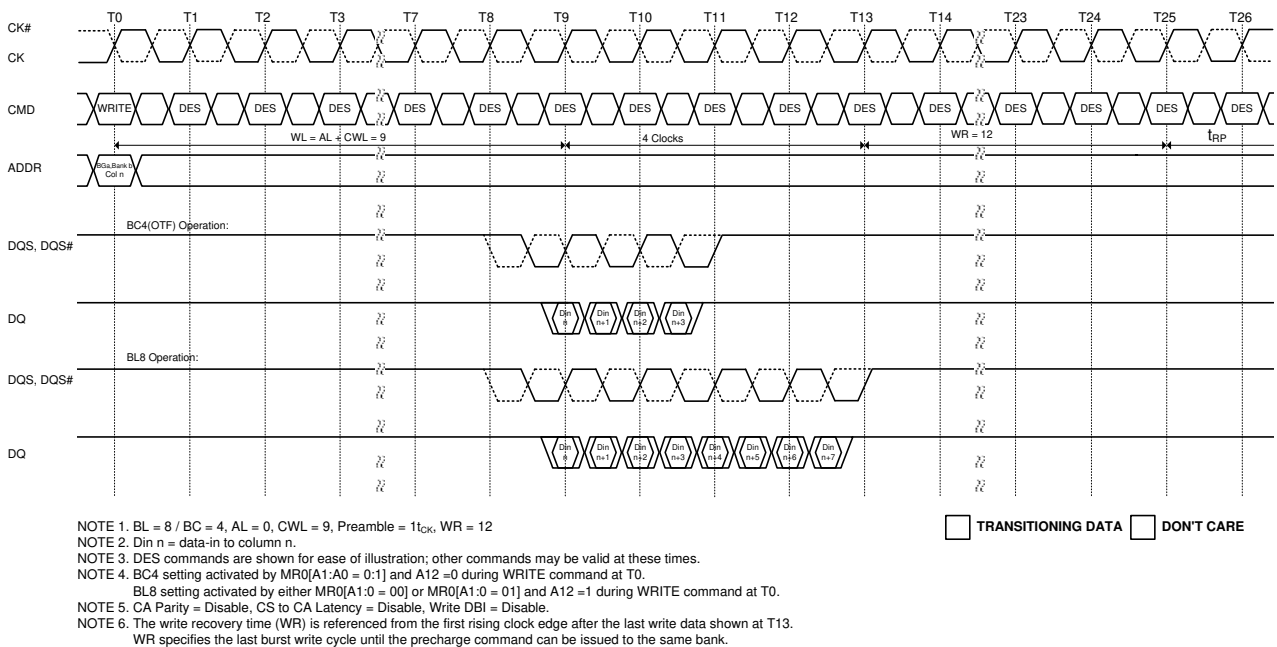 T0 T1 T2 T3 T7 T8 T9 T10 T11 T12 T13 T14 T23 T24 T25 T26
CK#
CK
CMD WRITE DES DES DES DES DES DES DES DES DES DES DES DES DES DES DES
WL = AL + CWL = 9 4 Clocks WR = 12 tRP
ADDR
BGa,Bank b
Col n
BC4(OTF) Operation:
DQS, DQS#
DQ
Din n Din n+1 Din n+2 Din n+3
BL8 Operation:
DQS, DQS#
DQ
Din n Din n+1 Din n+2 Din n+3 Din n+4 Din n+5 Din n+6 Din n+7
NOTE 1. BL = 8 / BC = 4, AL = 0, CWL = 9, Preamble = 1tCK, WR = 12
NOTE 2. Din n = data-in to column n.
NOTE 3. DES commands are shown for ease of illustration; other commands may be valid at these times.
NOTE 4. BC4 setting activated by MR0[A1:A0 = 0:1] and A12 =0 during WRITE command at T0.
BL8 setting activated by either MR0[A1:0 = 00] or MR0[A1:0 = 01] and A12 =1 during WRITE command at T0.
NOTE 5. CA Parity = Disable, CS to CA Latency = Disable, Write DBI = Disable.
NOTE 6. The write recovery time (WR) is referenced from the first rising clock edge after the last write data shown at T13.
WR specifies the last burst write cycle until the precharge command can be issued to the same bank.
TRANSITIONING DATA DON'T CARE